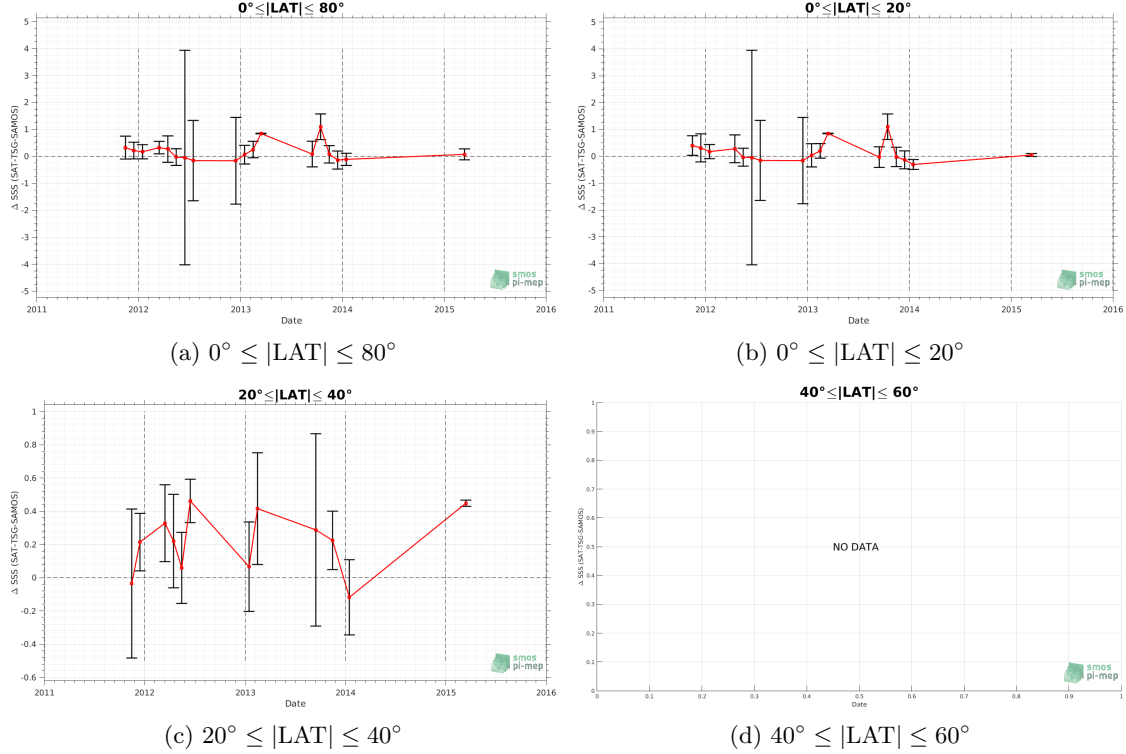 0°≤|LAT|≤ 80°
Δ SSS (SAT-TSG-SAMOS)
5
4
3
2
1
0
-1
-2
-3
-4
-5
2011 2012 2013 2014 2015 2016
Date
smos
pi-mep
(a) 0° ≤ |LAT| ≤ 80°
0°≤|LAT|≤ 20°
Δ SSS (SAT-TSG-SAMOS)
5
4
3
2
1
0
-1
-2
-3
-4
-5
2011 2012 2013 2014 2015 2016
Date
smos
pi-mep
(b) 0° ≤ |LAT| ≤ 20°
20°≤|LAT|≤ 40°
Δ SSS (SAT-TSG-SAMOS)
1
0.8
0.6
0.4
0.2
0
-0.2
-0.4
-0.6
2011 2012 2013 2014 2015 2016
Date
smos
pi-mep
(c) 20° ≤ |LAT| ≤ 40°
40°≤|LAT|≤ 60°
Δ SSS (SAT-TSG-SAMOS)
1
0.9
0.8
0.7
0.6
0.5
0.4
0.3
0.2
0.1
0
NO DATA
0 0.1 0.2 0.3 0.4 0.5 0.6 0.7 0.8 0.9 1
Date
smos
pi-mep
(d) 40° ≤ |LAT| ≤ 60°